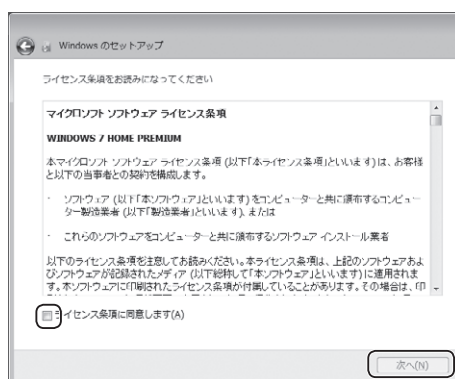 Windows のセットアップ
ライセンス条項をお読みになってください
マイクロソフト ソフトウェア ライセンス条項
WINDOWS 7 HOME PREMIUM
本マイクロソフト ソフトウェア ライセンス条項 (以下「本ライセンス条項」といいます) は、お客様
と以下の当事者との契約を構成します。
· ソフトウェア (以下「本ソフトウェア」といいます) をコンピューターと共に頒布するコンピュー
ター製造業者 (以下「製造業者」といいます)、または
· これらのソフトウェアをコンピューターと共に頒布するソフトウェア インストール業者
以下のライセンス条項を注意してお読みください。本ライセンス条項は、上記のソフトウェアおよ
びソフトウェアが記録されたメディア (以下総称して「本ソフトウェア」といいます) に適用されま
す。本ソフトウェアに印刷されたライセンス条項が付属していることがあります。その場合は、印
ライセンス条項に同意します(A)
次へ(N)